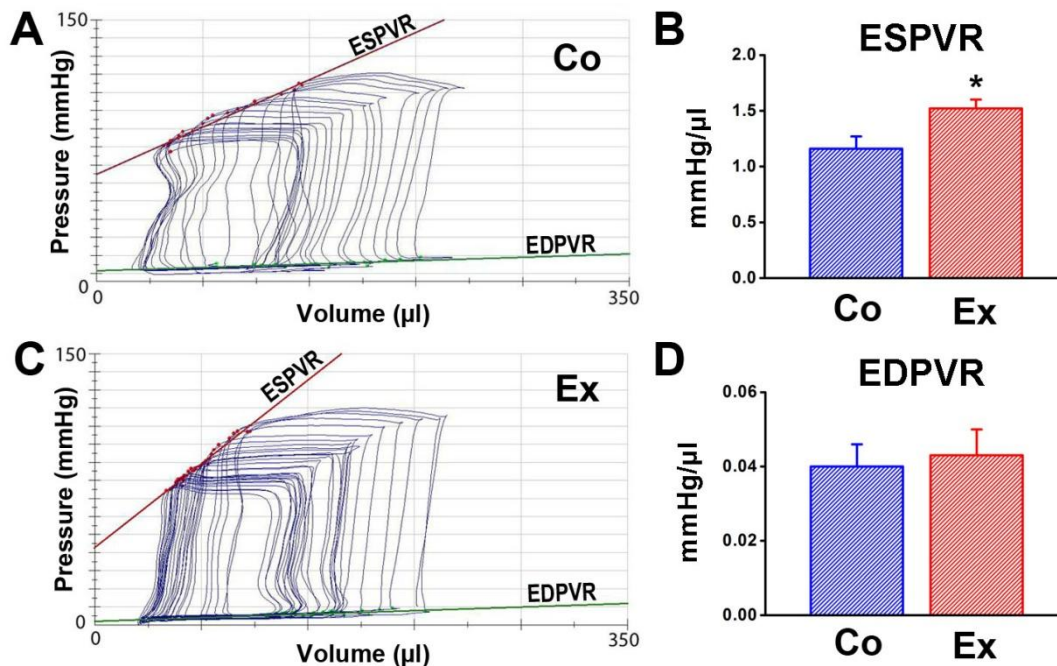 A
150
Pressure (mmHg)
ESPVR
Co
EDPVR
0
0
350
Volume (µl)
B
ESPVR
2.0
1.5
1.0
0.5
0.0
mmHg/µl
*
Co
Ex
C
150
Pressure (mmHg)
ESPVR
Ex
EDPVR
0
0
350
Volume (µl)
D
EDPVR
0.06
0.04
0.02
0.00
mmHg/µl
Co
Ex